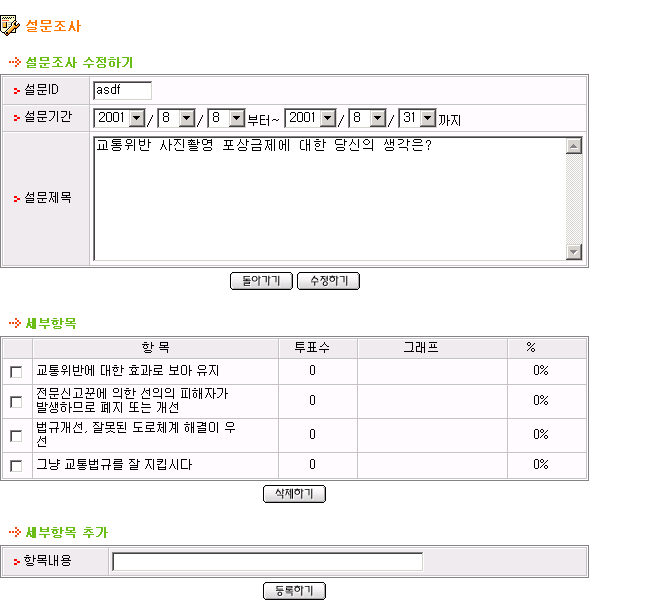 설문조사
설문조사 수정하기
설문ID asdf
설문기간 2001 / 8 / 8 부터~ 2001 / 8 / 31 까지
설문제목 교통위반 사진촬영 포상금제에 대한 당신의 생각은?
돌아가기 수정하기
세부항목
항 목 투표수 그래프 %
교통위반에 대한 효과로 보아 유지 0 0%
전문신고꾼에 의한 선의의 피해자가
발생하므로 폐지 또는 개선 0 0%
법규개선, 잘못된 도로체계 해결이 우
선 0 0%
그냥 교통법규를 잘 지킵시다 0 0%
삭제하기
세부항목 추가
항목내용
등록하기